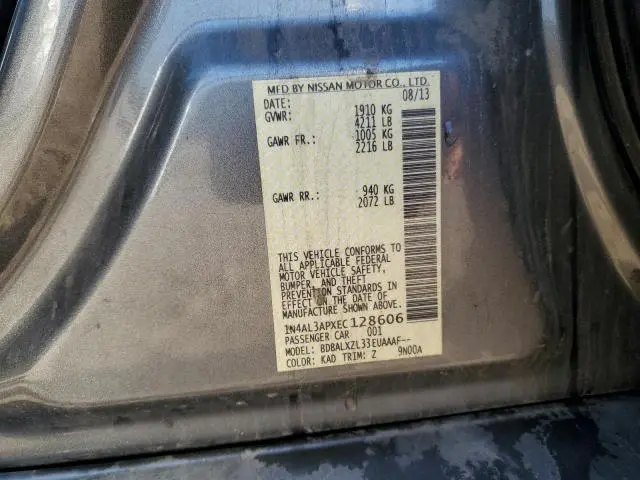 MFD BY NISSAN MOTOR CO., LTD.
DATE: 08/13
GVWR: 1910 KG
4211 LB
GAWR FR.: 1005 KG
2216 LB
GAWR RR.: 940 KG
2072 LB
THIS VEHICLE CONFORMS TO
ALL APPLICABLE FEDERAL
MOTOR VEHICLE SAFETY,
BUMPER, AND THEFT
PREVENTION STANDARDS IN
EFFECT ON THE DATE OF
MANUFACTURE SHOWN ABOVE.
1N4AL3APXEC128606
PASSENGER CAR 001
MODEL: BDBALXZL33EUAAAF--
COLOR: KAD TRIM: Z 9N00A